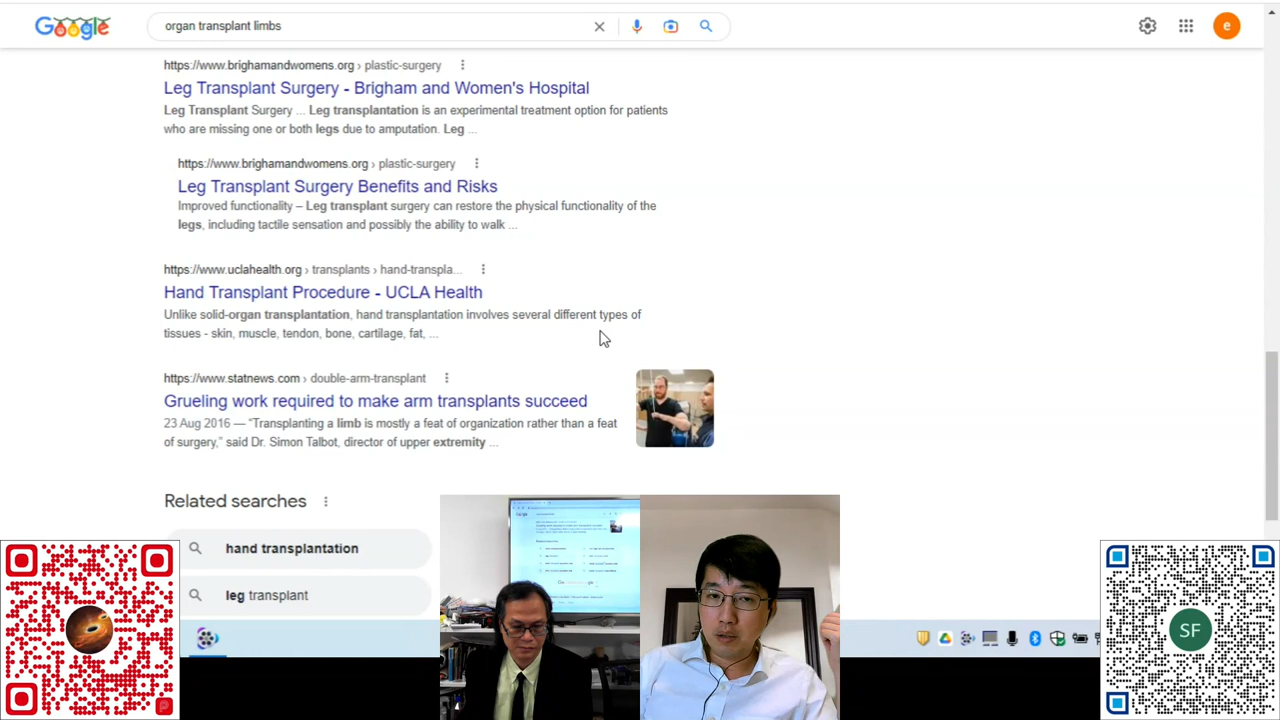 Google
organ transplant limbs
e
https://www.brighamandwomens.org › plastic-surgery
Leg Transplant Surgery - Brigham and Women's Hospital
Leg Transplant Surgery ... Leg transplantation is an experimental treatment option for patients
who are missing one or both legs due to amputation. Leg ...
https://www.brighamandwomens.org › plastic-surgery
Leg Transplant Surgery Benefits and Risks
Improved functionality – Leg transplant surgery can restore the physical functionality of the
legs, including tactile sensation and possibly the ability to walk ...
https://www.uclahealth.org › transplants › hand-transpla...
Hand Transplant Procedure - UCLA Health
Unlike solid-organ transplantation, hand transplantation involves several different types of
tissues - skin, muscle, tendon, bone, cartilage, fat, ...
https://www.statnews.com › double-arm-transplant
Grueling work required to make arm transplants succeed
23 Aug 2016 — “Transplanting a limb is mostly a feat of organization rather than a feat
of surgery,” said Dr. Simon Talbot, director of upper extremity ...
Related searches
hand transplantation
leg transplant
SF